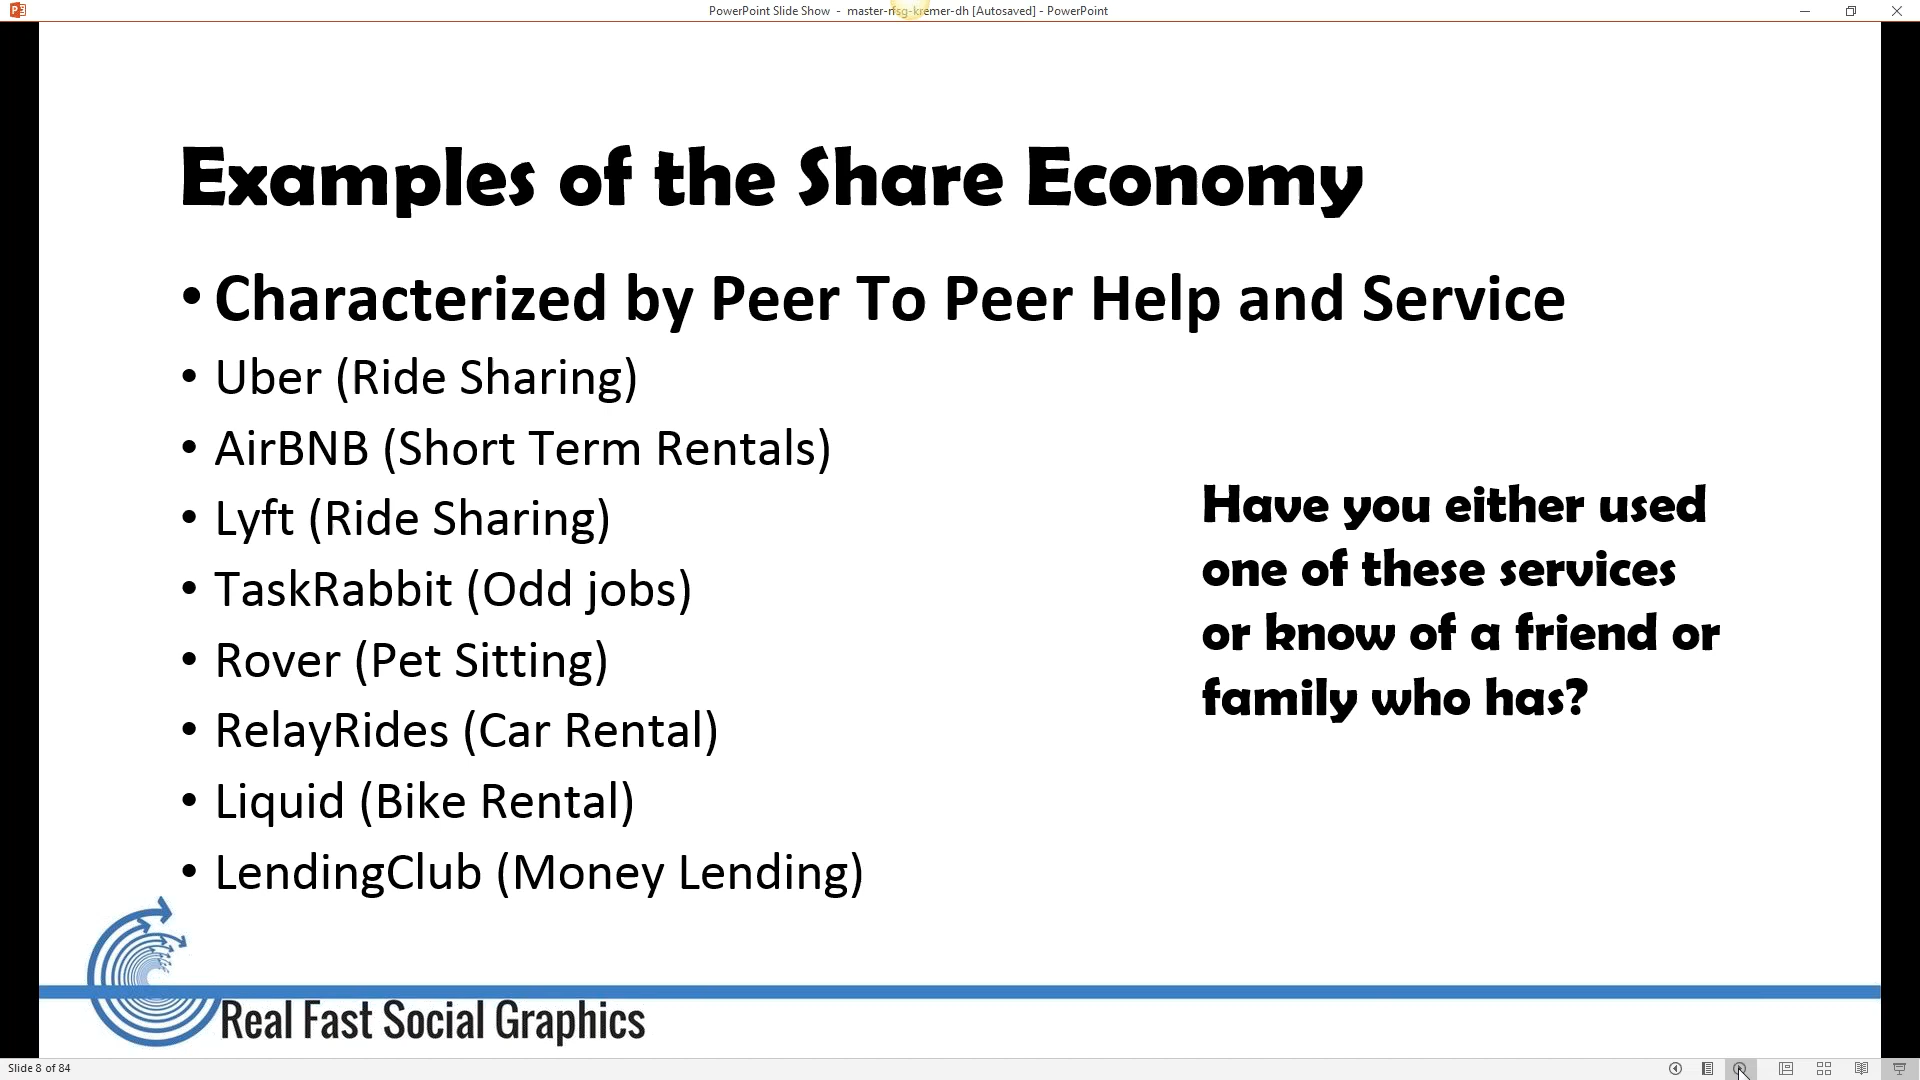 PowerPoint Slide Show - master-rfsg-kremer-dh [Autosaved] - PowerPoint
Examples of the Share Economy
• Characterized by Peer To Peer Help and Service
• Uber (Ride Sharing)
• AirBNB (Short Term Rentals)
• Lyft (Ride Sharing)
• TaskRabbit (Odd jobs)
• Rover (Pet Sitting)
• RelayRides (Car Rental)
• Liquid (Bike Rental)
• LendingClub (Money Lending)
Have you either used
one of these services
or know of a friend or
family who has?
Real Fast Social Graphics
Slide 8 of 84